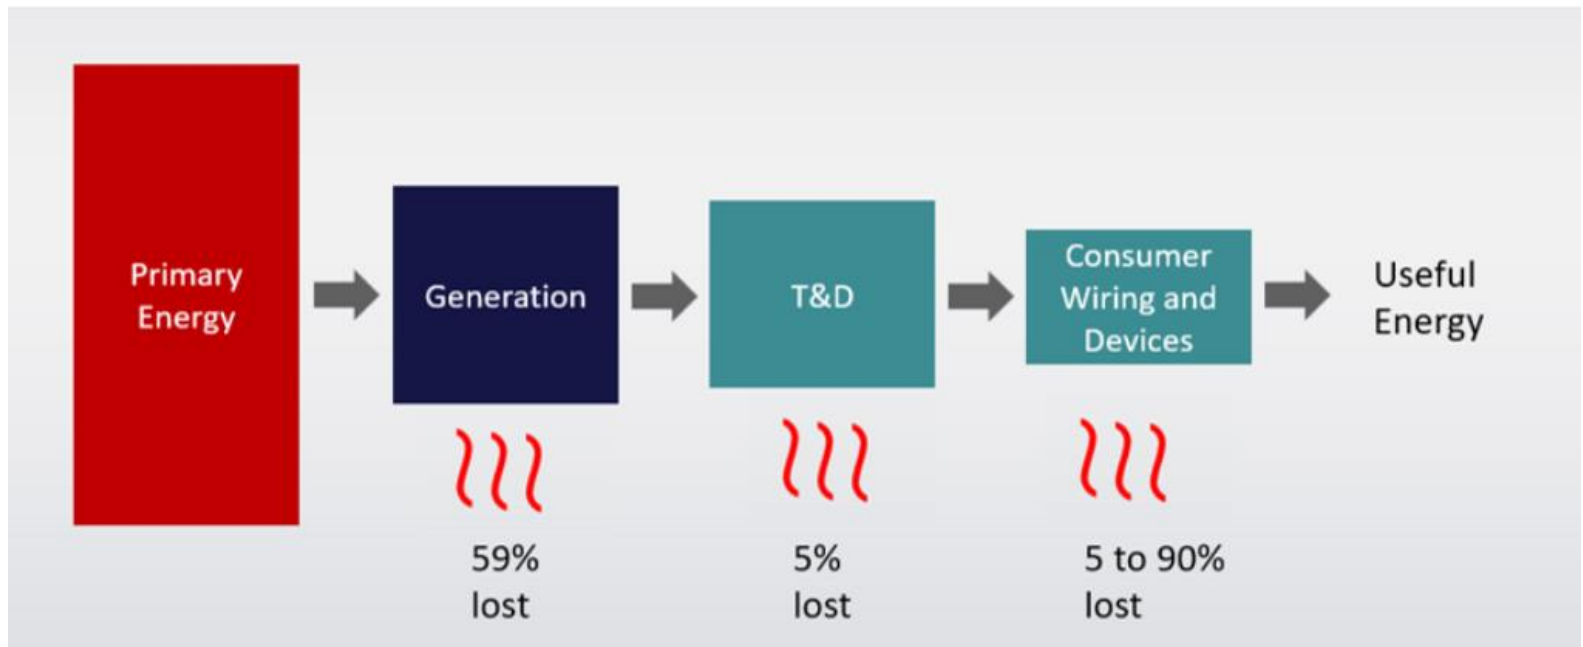 Primary
Energy
Generation
T&D
Consumer
Wiring and
Devices
Useful
Energy
59%
lost
5%
lost
5 to 90%
lost